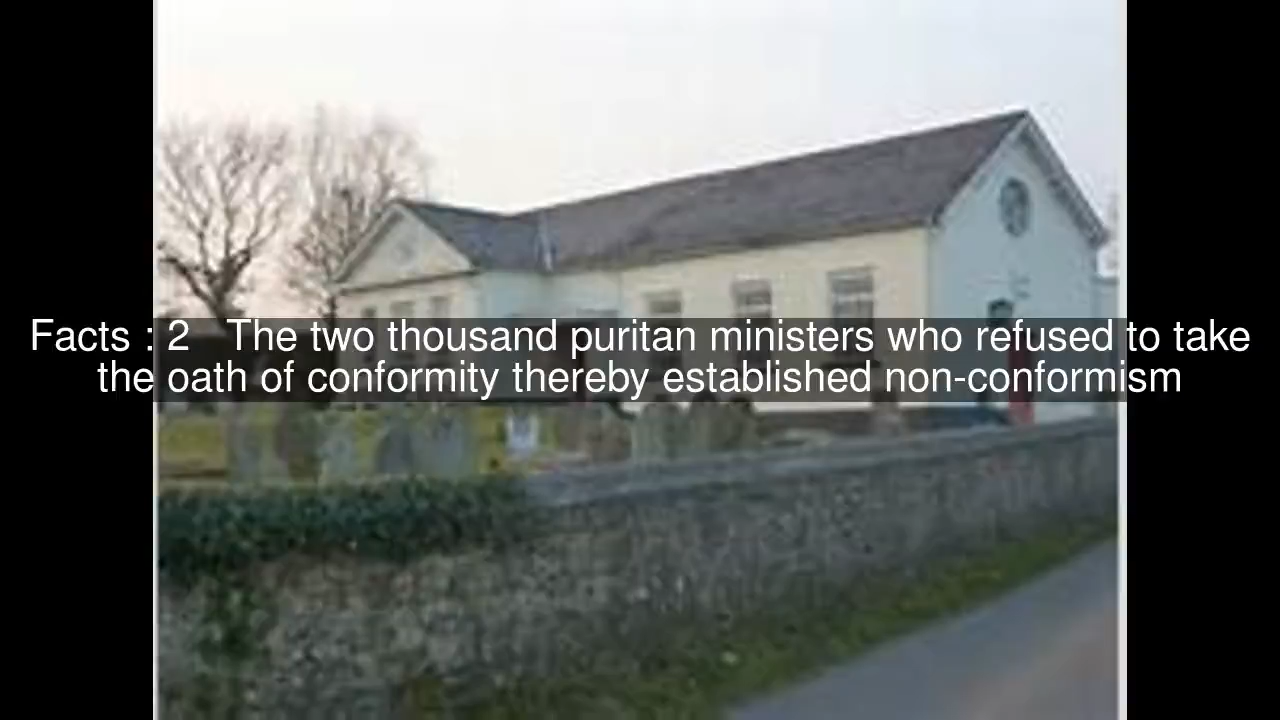 Facts : 2 The two thousand puritan ministers who refused to take
the oath of conformity thereby established non-conformism